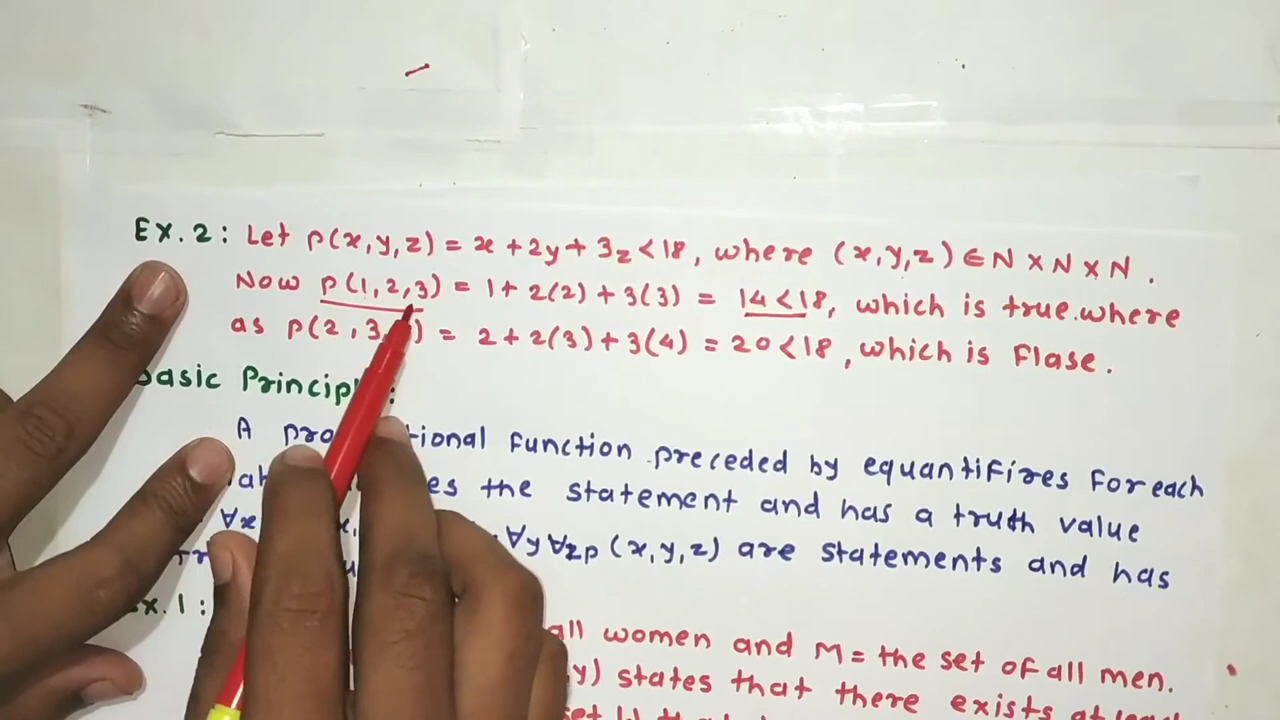 Ex. 2: Let p(x,y,z) = x + 2y + 3z < 18, where (x,y,z) ∈ N × N × N.
Now p(1,2,3) = 1 + 2(2) + 3(3) = 14 < 18, which is true. where
as p(2, 3, ) = 2 + 2(3) + 3(4) = 20 < 18, which is Flase.
Basic Princip :
A pro tional function preceded by equantifires for each
es the statement and has a truth value
∀x ∀y ∀z p (x,y,z) are statements and has
Ex. 1 :
all women and M = the set of all men.
y) states that there exists
set